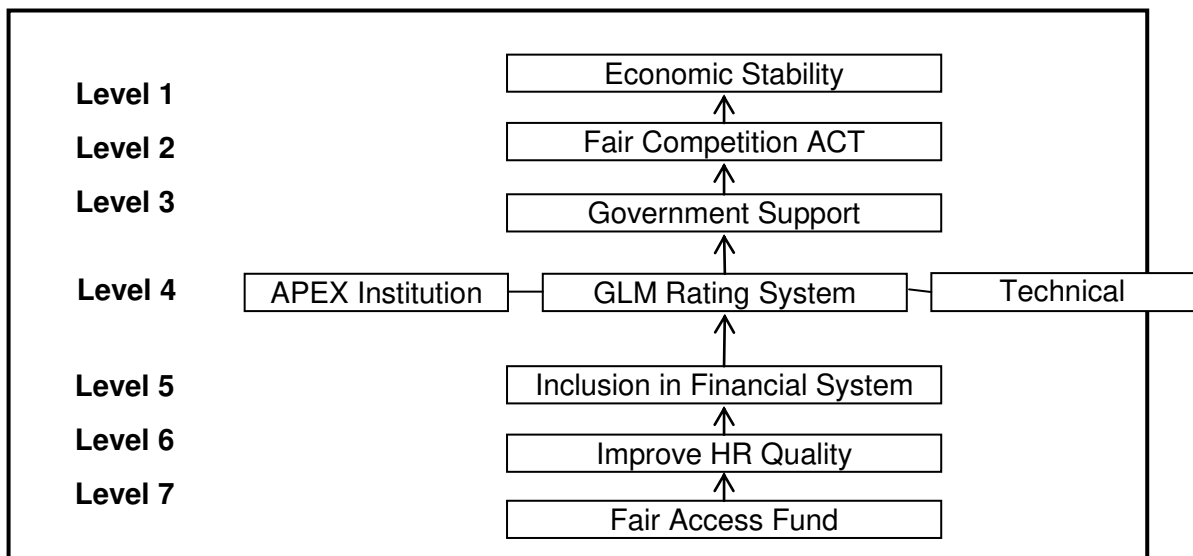 Level 1
Economic Stability
Level 2
Fair Competition ACT
Level 3
Government Support
Level 4
APEX Institution
GLM Rating System
Technical
Level 5
Inclusion in Financial System
Level 6
Improve HR Quality
Level 7
Fair Access Fund